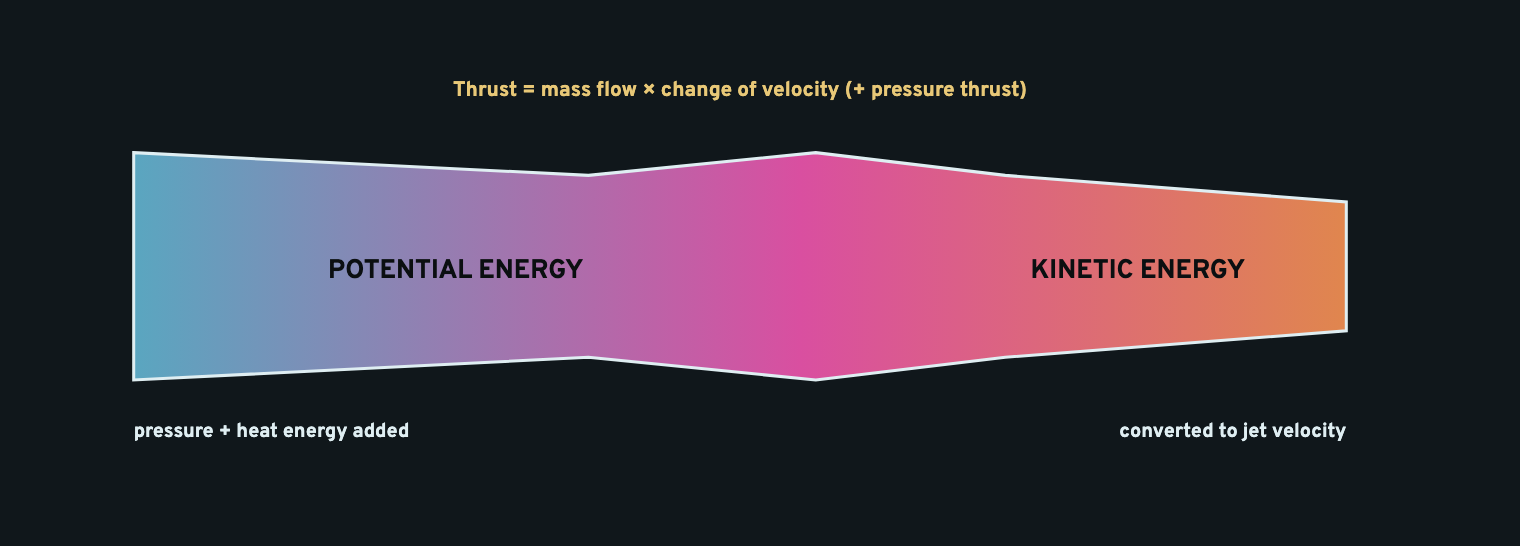 Thrust = mass flow × change of velocity (+ pressure thrust)
POTENTIAL ENERGY
KINETIC ENERGY
pressure + heat energy added
converted to jet velocity